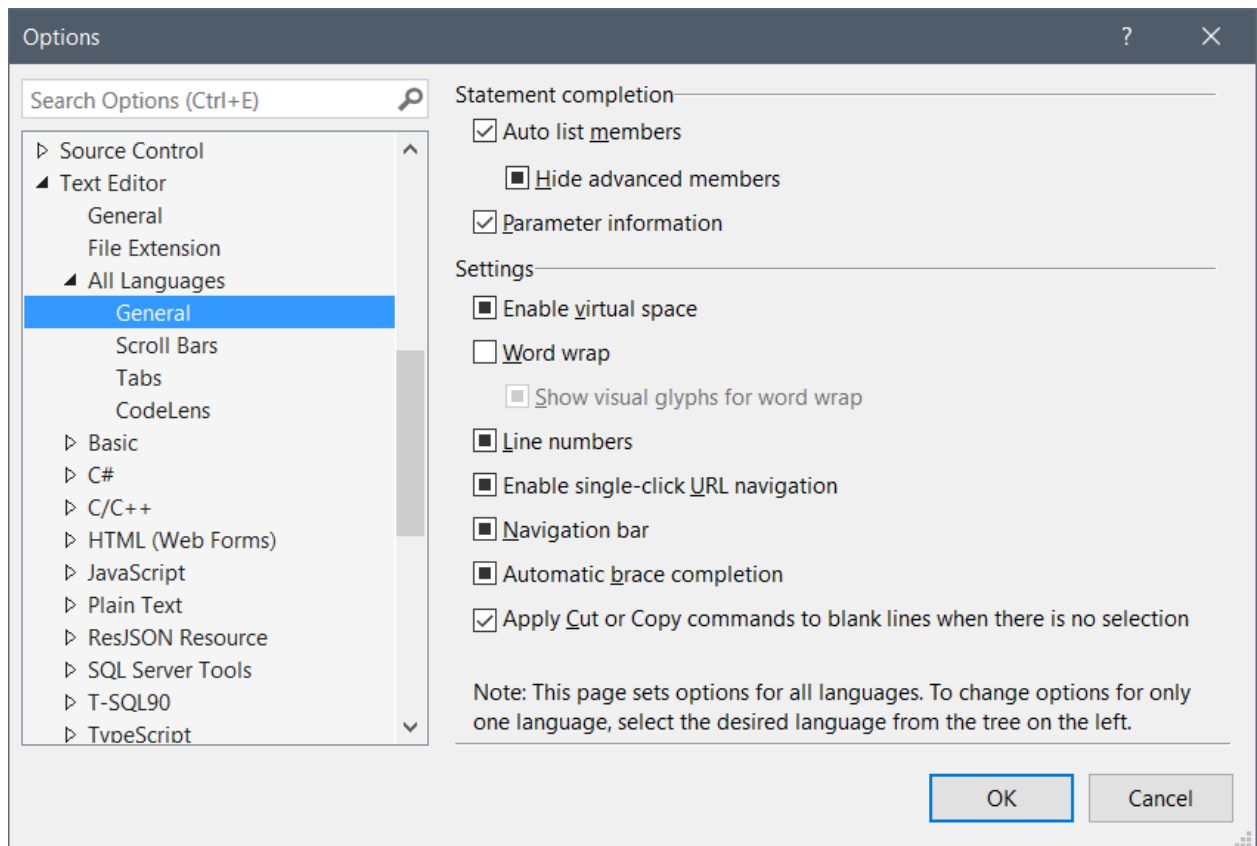 Options
?
Search Options (Ctrl+E)
Source Control
Text Editor
General
File Extension
All Languages
General
Scroll Bars
Tabs
CodeLens
Basic
C#
C/C++
HTML (Web Forms)
JavaScript
Plain Text
ResJSON Resource
SQL Server Tools
T-SQL90
TypeScript
Statement completion
Auto list members
Hide advanced members
Parameter information
Settings
Enable virtual space
Word wrap
Show visual glyphs for word wrap
Line numbers
Enable single-click URL navigation
Navigation bar
Automatic brace completion
Apply Cut or Copy commands to blank lines when there is no selection
Note: This page sets options for all languages. To change options for only
one language, select the desired language from the tree on the left.
OK
Cancel